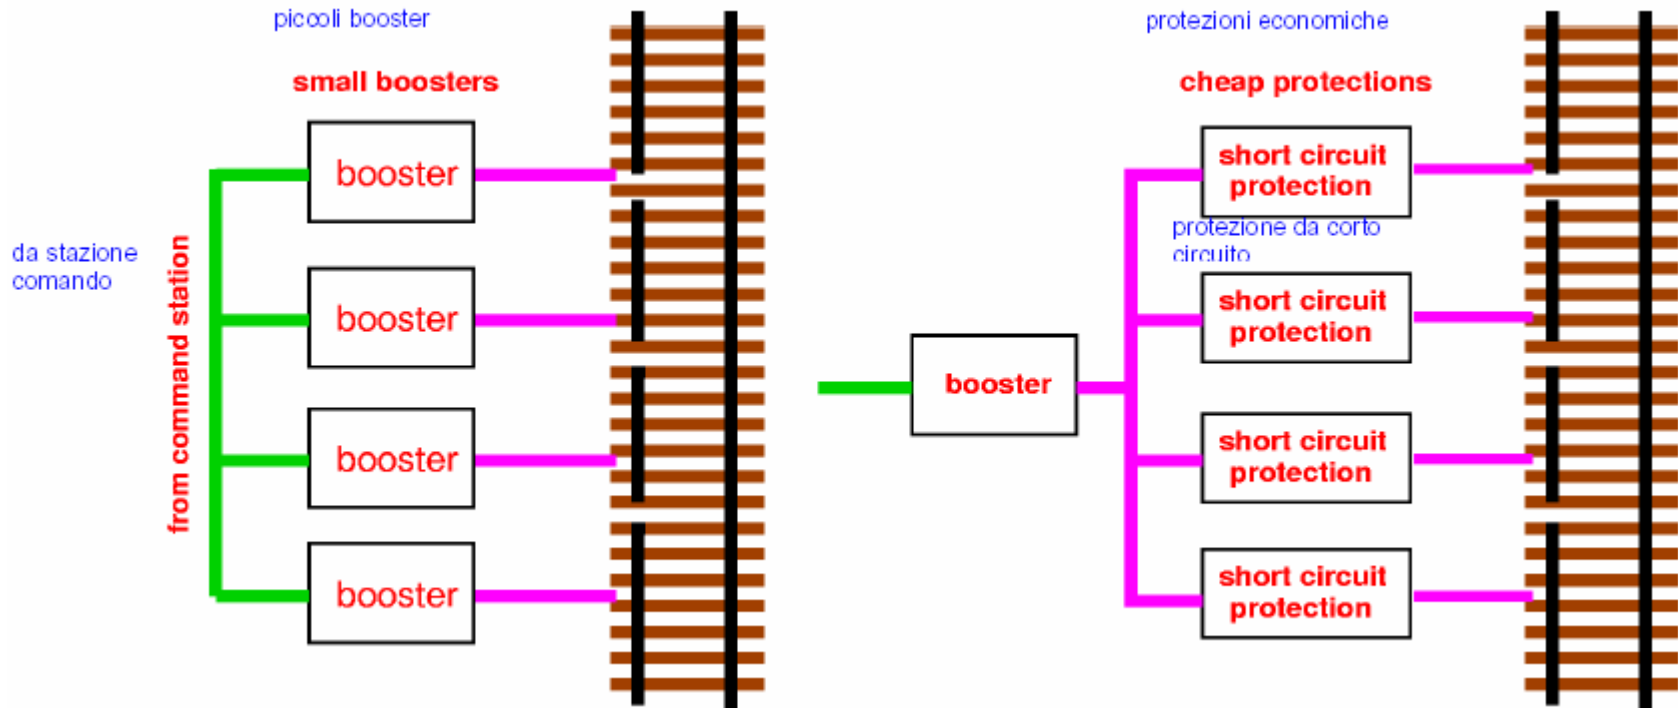 piccoli booster
small boosters
booster
booster
booster
booster
da stazione
comando
from command station
protezioni economiche
cheap protections
short circuit
protection
protezione da corto
circuito
short circuit
protection
booster
short circuit
protection
short circuit
protection